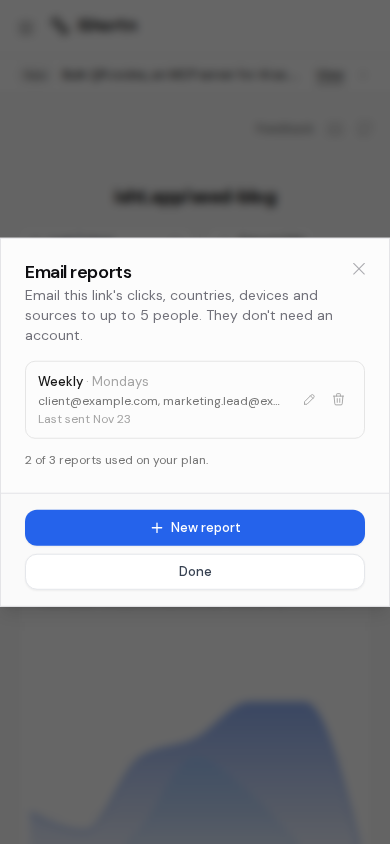 Email reports
Email this link's clicks, countries, devices and
sources to up to 5 people. They don't need an
account.
Weekly · Mondays
client@example.com, marketing.lead@ex...
Last sent Nov 23
2 of 3 reports used on your plan.
+ New report
Done